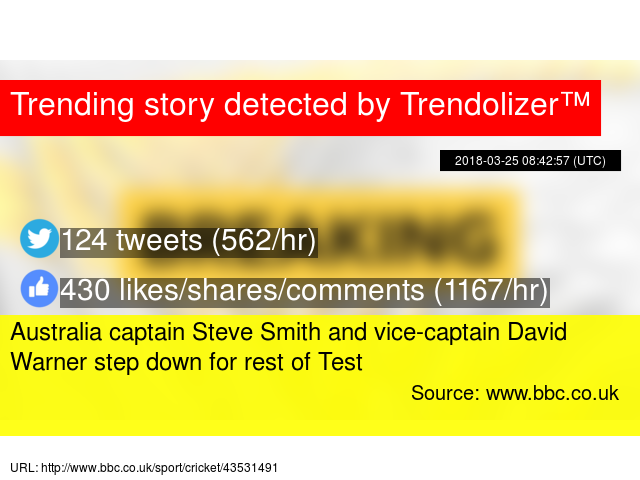 Trending story detected by Trendolizer™
2018-03-25 08:42:57 (UTC)
BREAKING
124 tweets (562/hr)
430 likes/shares/comments (1167/hr)
Australia captain Steve Smith and vice-captain David
Warner step down for rest of Test
Source: www.bbc.co.uk
URL: http://www.bbc.co.uk/sport/cricket/43531491